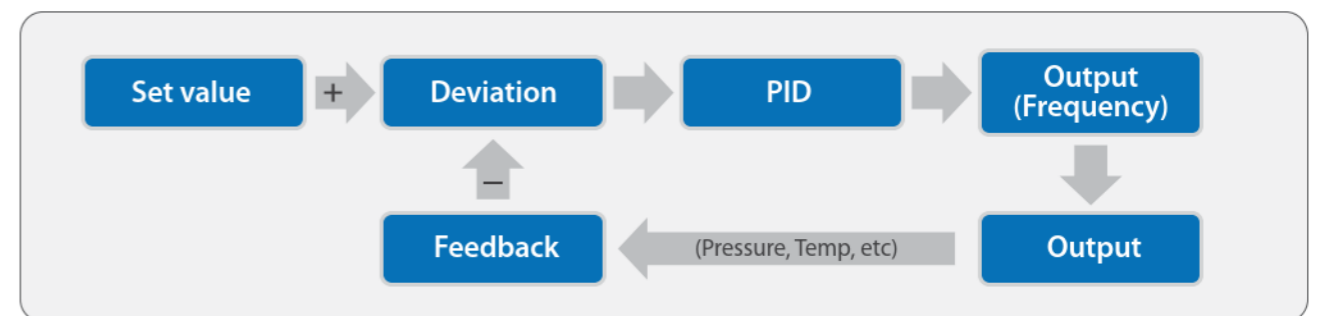 Set value
+
Deviation
PID
Output
(Frequency)
–
Feedback
(Pressure, Temp, etc)
Output